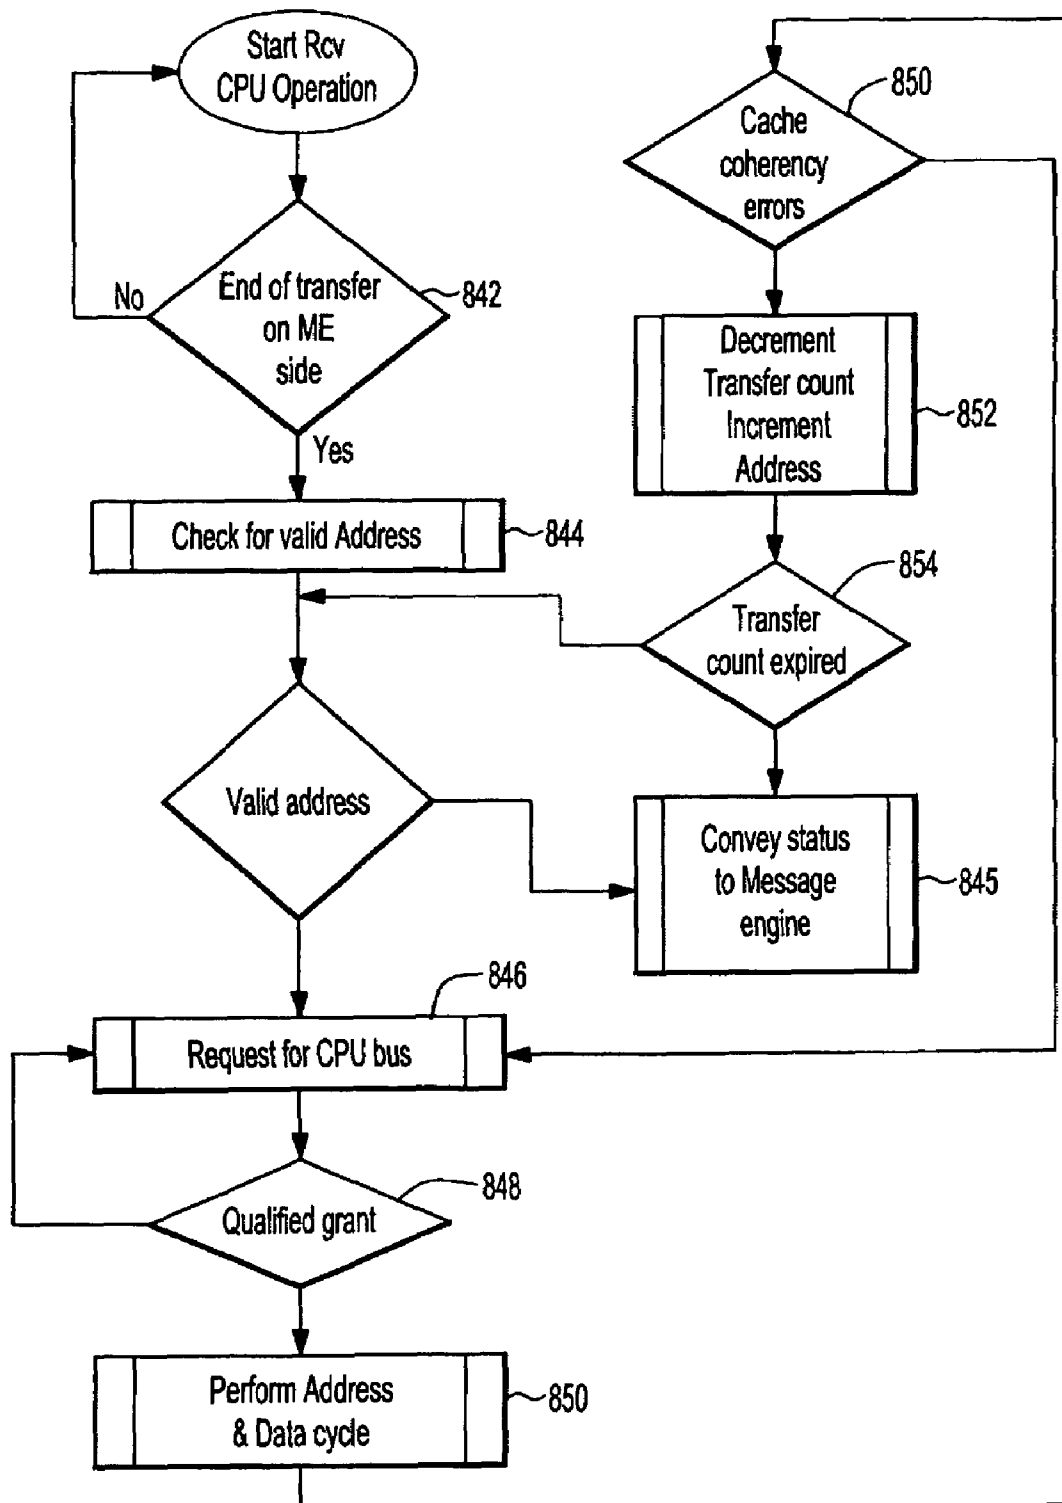 Start Rcv
CPU Operation
No
End of transfer
on ME
side
842
Yes
Check for valid Address
844
Valid address
846
Request for CPU bus
848
Qualified grant
Perform Address
& Data cycle
850
850
Cache
coherency
errors
Decrement
Transfer count
Increment
Address
852
854
Transfer
count expired
Convey status
to Message
engine
845